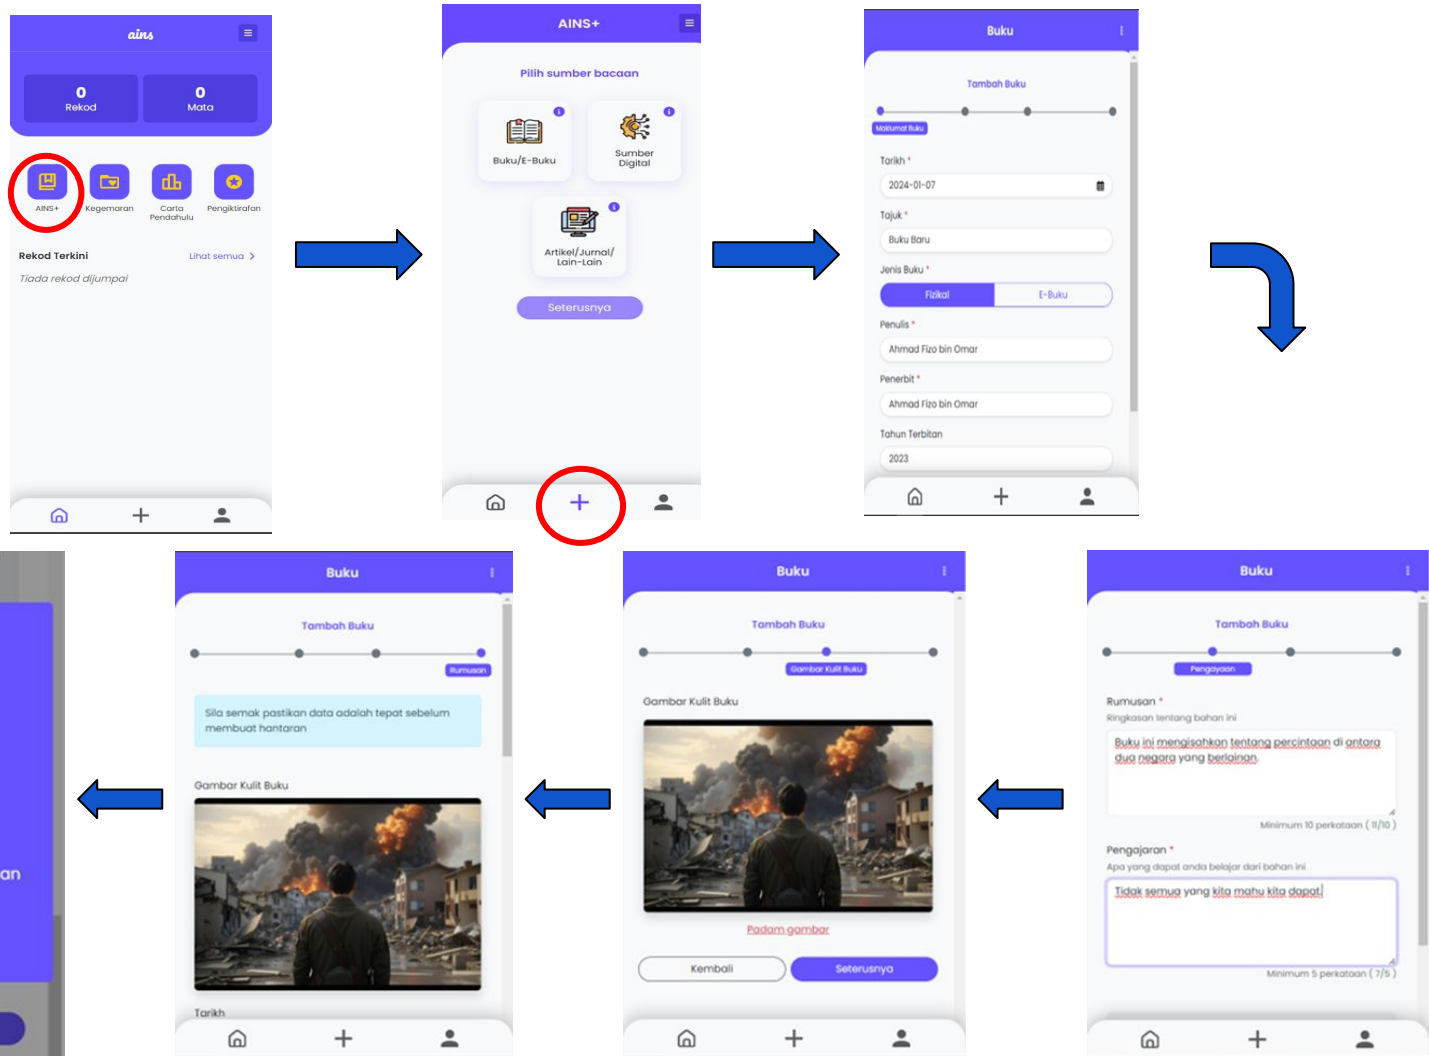 ains
0
Rekod
0
Mata
AINS+
Kegemaran
Carta
Pendahulu
Pengiktirafan
Rekod Terkini
Lihat semua >
Tiada rekod dijumpai
AINS+
Pilih sumber bacaan
Buku/E-Buku
Sumber
Digital
Artikel/Jurnal/
Lain-Lain
Seterusnya
Buku
Tambah Buku
Maklumat Buku
Tarikh *
2024-01-07
Tajuk *
Buku Baru
Jenis Buku *
Fizikal
E-Buku
Penulis *
Ahmad Fizo bin Omar
Penerbit *
Ahmad Fizo bin Omar
Tahun Terbitan
2023
Buku
Tambah Buku
Pengayaan
Rumusan *
Ringkasan tentang bahan ini
Buku ini mengisahkan tentang percintaan di antara
dua negara yang berlainan.
Minimum 10 perkataan ( 11/10 )
Pengajaran *
Apa yang dapat anda belajar dari bahan ini
Tidak semua yang kita mahu kita dapat.
Minimum 5 perkataan ( 7/5 )
Buku
Tambah Buku
Gambar Kulit Buku
Gambar Kulit Buku
Padam gambar
Kembali
Seterusnya
Buku
Tambah Buku
Rumusan
Sila semak pastikan data adalah tepat sebelum
membuat hantaran
Gambar Kulit Buku
Tarikh
an